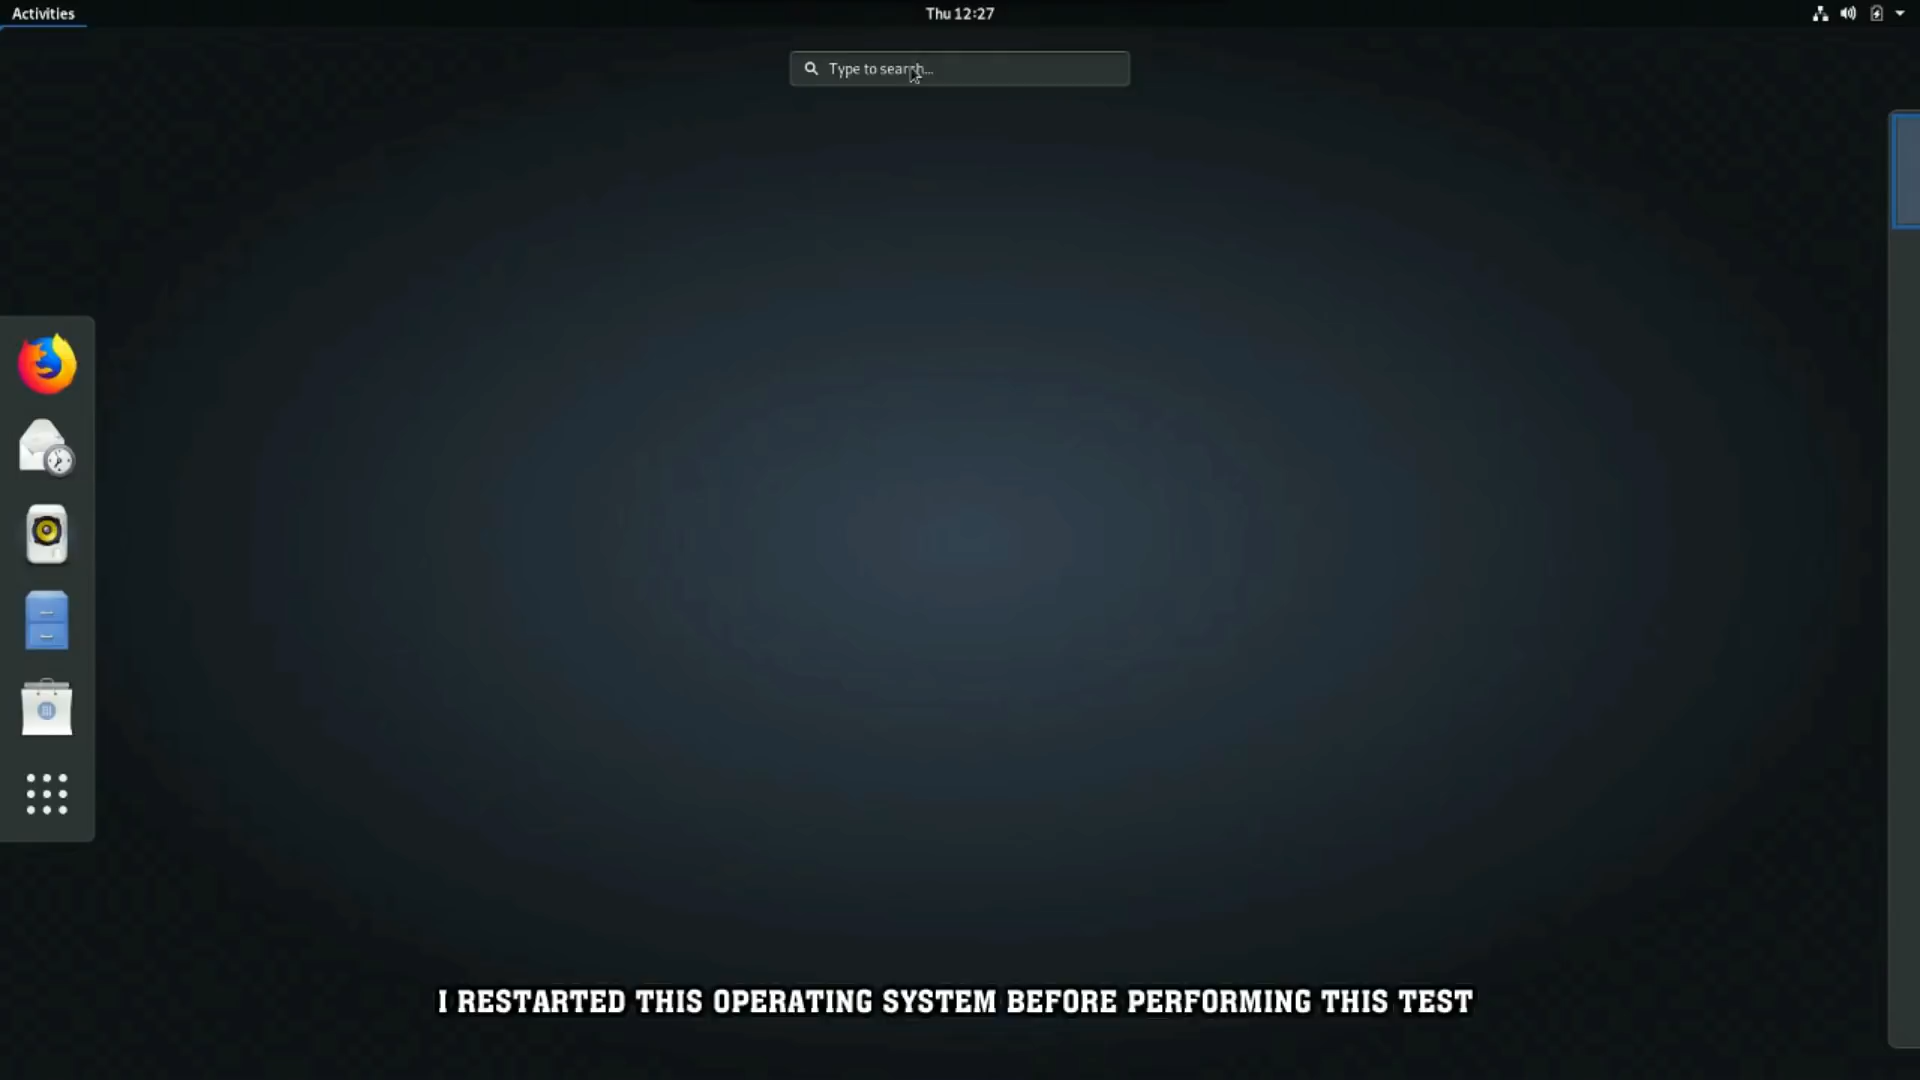 Activities
Thu 12:27
Type to search...
I RESTARTED THIS OPERATING SYSTEM BEFORE PERFORMING THIS TEST